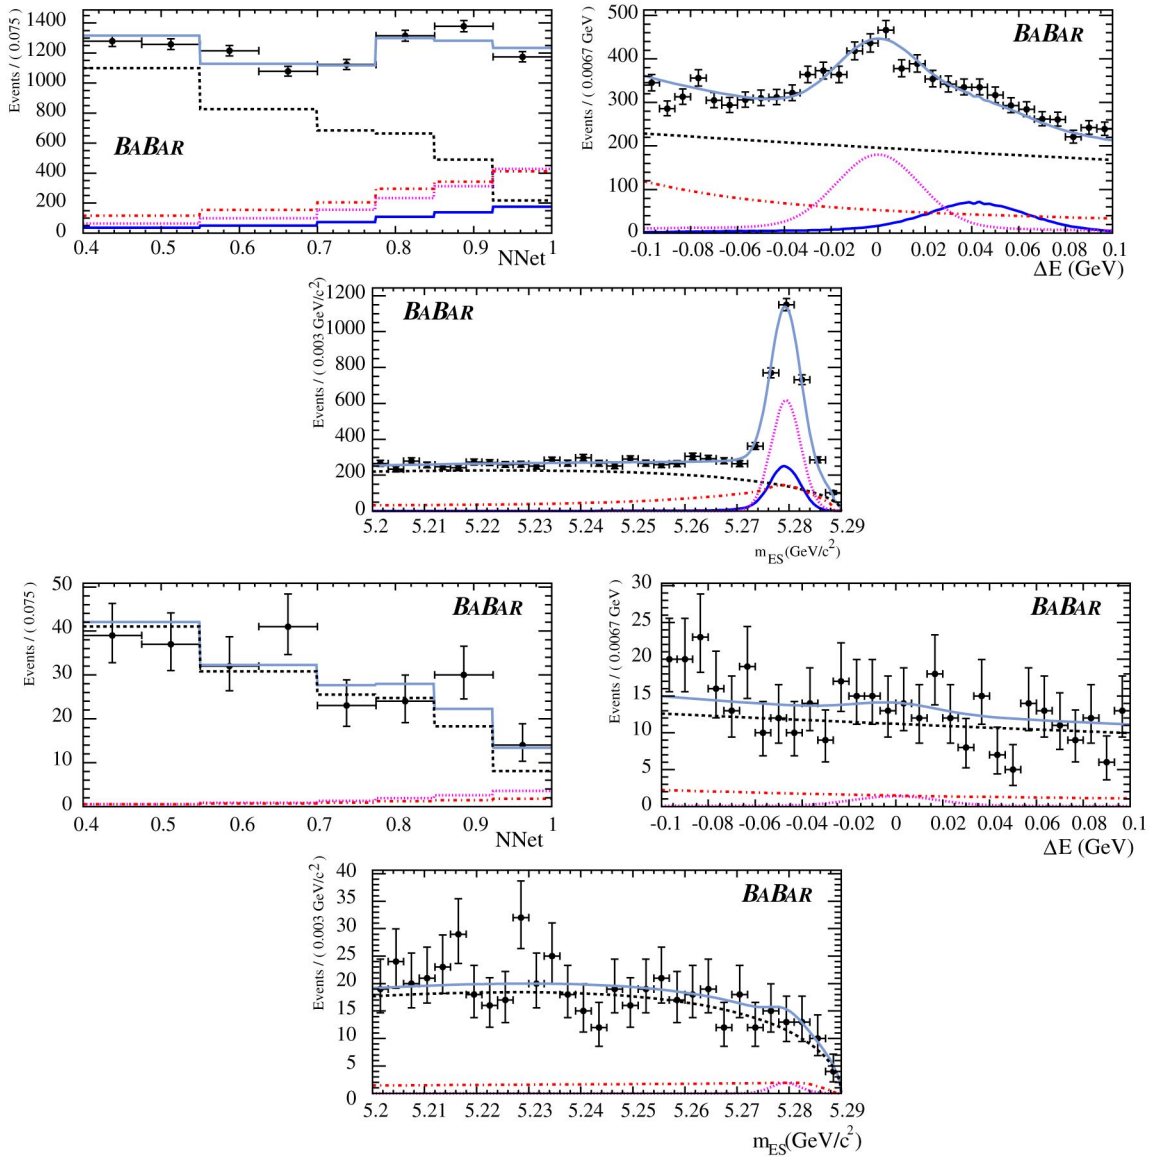 Events / ( 0.075 )
1400
1200
1000
800
600
400
200
0
BABAR
0.4 0.5 0.6 0.7 0.8 0.9 1
NNet
Events / ( 0.0067 GeV )
500
400
300
200
100
0
BABAR
-0.1 -0.08 -0.06 -0.04 -0.02 0 0.02 0.04 0.06 0.08 0.1
ΔE (GeV)
Events / ( 0.003 GeV/c²)
1200
1000
800
600
400
200
0
BABAR
5.2 5.21 5.22 5.23 5.24 5.25 5.26 5.27 5.28 5.29
m_ES(GeV/c²)
Events / ( 0.075 )
50
40
30
20
10
0
BABAR
0.4 0.5 0.6 0.7 0.8 0.9 1
NNet
Events / ( 0.0067 GeV )
30
25
20
15
10
5
0
BABAR
-0.1 -0.08 -0.06 -0.04 -0.02 0 0.02 0.04 0.06 0.08 0.1
ΔE (GeV)
Events / ( 0.003 GeV/c²)
40
35
30
25
20
15
10
5
0
BABAR
5.2 5.21 5.22 5.23 5.24 5.25 5.26 5.27 5.28 5.29
m_ES(GeV/c²)